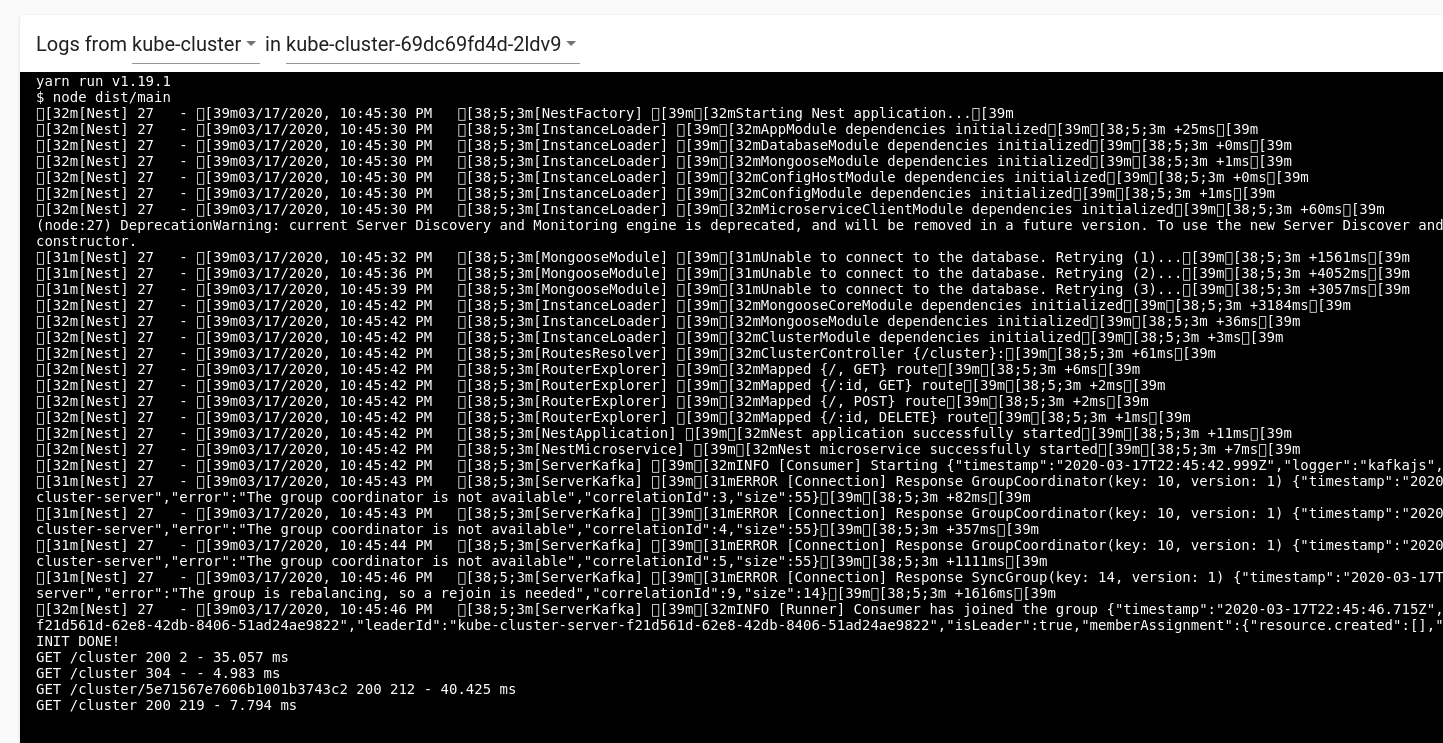 Logs from kube-cluster in kube-cluster-69dc69fd4d-2ldv9
yarn run v1.19.1
$ node dist/main
▯[32m[Nest] 27   - ▯[39m03/17/2020, 10:45:30 PM   ▯[38;5;3m[NestFactory] ▯[39m▯[32mStarting Nest application...▯[39m
▯[32m[Nest] 27   - ▯[39m03/17/2020, 10:45:30 PM   ▯[38;5;3m[InstanceLoader] ▯[39m▯[32mAppModule dependencies initialized▯[39m▯[38;5;3m +25ms▯[39m
▯[32m[Nest] 27   - ▯[39m03/17/2020, 10:45:30 PM   ▯[38;5;3m[InstanceLoader] ▯[39m▯[32mDatabaseModule dependencies initialized▯[39m▯[38;5;3m +0ms▯[39m
▯[32m[Nest] 27   - ▯[39m03/17/2020, 10:45:30 PM   ▯[38;5;3m[InstanceLoader] ▯[39m▯[32mMongooseModule dependencies initialized▯[39m▯[38;5;3m +1ms▯[39m
▯[32m[Nest] 27   - ▯[39m03/17/2020, 10:45:30 PM   ▯[38;5;3m[InstanceLoader] ▯[39m▯[32mConfigHostModule dependencies initialized▯[39m▯[38;5;3m +0ms▯[39m
▯[32m[Nest] 27   - ▯[39m03/17/2020, 10:45:30 PM   ▯[38;5;3m[InstanceLoader] ▯[39m▯[32mConfigModule dependencies initialized▯[39m▯[38;5;3m +1ms▯[39m
▯[32m[Nest] 27   - ▯[39m03/17/2020, 10:45:30 PM   ▯[38;5;3m[InstanceLoader] ▯[39m▯[32mMicroserviceClientModule dependencies initialized▯[39m▯[38;5;3m +60ms▯[39m
(node:27) DeprecationWarning: current Server Discovery and Monitoring engine is deprecated, and will be removed in a future version. To use the new Server Discover and
constructor.
▯[31m[Nest] 27   - ▯[39m03/17/2020, 10:45:32 PM   ▯[38;5;3m[MongooseModule] ▯[39m▯[31mUnable to connect to the database. Retrying (1)...▯[39m▯[38;5;3m +1561ms▯[39m
▯[31m[Nest] 27   - ▯[39m03/17/2020, 10:45:36 PM   ▯[38;5;3m[MongooseModule] ▯[39m▯[31mUnable to connect to the database. Retrying (2)...▯[39m▯[38;5;3m +4052ms▯[39m
▯[31m[Nest] 27   - ▯[39m03/17/2020, 10:45:39 PM   ▯[38;5;3m[MongooseModule] ▯[39m▯[31mUnable to connect to the database. Retrying (3)...▯[39m▯[38;5;3m +3057ms▯[39m
▯[32m[Nest] 27   - ▯[39m03/17/2020, 10:45:42 PM   ▯[38;5;3m[InstanceLoader] ▯[39m▯[32mMongooseCoreModule dependencies initialized▯[39m▯[38;5;3m +3184ms▯[39m
▯[32m[Nest] 27   - ▯[39m03/17/2020, 10:45:42 PM   ▯[38;5;3m[InstanceLoader] ▯[39m▯[32mMongooseModule dependencies initialized▯[39m▯[38;5;3m +36ms▯[39m
▯[32m[Nest] 27   - ▯[39m03/17/2020, 10:45:42 PM   ▯[38;5;3m[InstanceLoader] ▯[39m▯[32mClusterModule dependencies initialized▯[39m▯[38;5;3m +3ms▯[39m
▯[32m[Nest] 27   - ▯[39m03/17/2020, 10:45:42 PM   ▯[38;5;3m[RoutesResolver] ▯[39m▯[32mClusterController {/cluster}:▯[39m▯[38;5;3m +61ms▯[39m
▯[32m[Nest] 27   - ▯[39m03/17/2020, 10:45:42 PM   ▯[38;5;3m[RouterExplorer] ▯[39m▯[32mMapped {/, GET} route▯[39m▯[38;5;3m +6ms▯[39m
▯[32m[Nest] 27   - ▯[39m03/17/2020, 10:45:42 PM   ▯[38;5;3m[RouterExplorer] ▯[39m▯[32mMapped {/:id, GET} route▯[39m▯[38;5;3m +2ms▯[39m
▯[32m[Nest] 27   - ▯[39m03/17/2020, 10:45:42 PM   ▯[38;5;3m[RouterExplorer] ▯[39m▯[32mMapped {/, POST} route▯[39m▯[38;5;3m +2ms▯[39m
▯[32m[Nest] 27   - ▯[39m03/17/2020, 10:45:42 PM   ▯[38;5;3m[RouterExplorer] ▯[39m▯[32mMapped {/:id, DELETE} route▯[39m▯[38;5;3m +1ms▯[39m
▯[32m[Nest] 27   - ▯[39m03/17/2020, 10:45:42 PM   ▯[38;5;3m[NestApplication] ▯[39m▯[32mNest application successfully started▯[39m▯[38;5;3m +11ms▯[39m
▯[32m[Nest] 27   - ▯[39m03/17/2020, 10:45:42 PM   ▯[38;5;3m[NestMicroservice] ▯[39m▯[32mNest microservice successfully started▯[39m▯[38;5;3m +7ms▯[39m
▯[32m[Nest] 27   - ▯[39m03/17/2020, 10:45:42 PM   ▯[38;5;3m[ServerKafka] ▯[39m▯[32mINFO [Consumer] Starting {"timestamp":"2020-03-17T22:45:42.999Z","logger":"kafkajs",
▯[31m[Nest] 27   - ▯[39m03/17/2020, 10:45:43 PM   ▯[38;5;3m[ServerKafka] ▯[39m▯[31mERROR [Connection] Response GroupCoordinator(key: 10, version: 1) {"timestamp":"2020
cluster-server","error":"The group coordinator is not available","correlationId":3,"size":55}▯[39m▯[38;5;3m +82ms▯[39m
▯[31m[Nest] 27   - ▯[39m03/17/2020, 10:45:43 PM   ▯[38;5;3m[ServerKafka] ▯[39m▯[31mERROR [Connection] Response GroupCoordinator(key: 10, version: 1) {"timestamp":"2020
cluster-server","error":"The group coordinator is not available","correlationId":4,"size":55}▯[39m▯[38;5;3m +357ms▯[39m
▯[31m[Nest] 27   - ▯[39m03/17/2020, 10:45:44 PM   ▯[38;5;3m[ServerKafka] ▯[39m▯[31mERROR [Connection] Response GroupCoordinator(key: 10, version: 1) {"timestamp":"2020
cluster-server","error":"The group coordinator is not available","correlationId":5,"size":55}▯[39m▯[38;5;3m +1111ms▯[39m
▯[31m[Nest] 27   - ▯[39m03/17/2020, 10:45:46 PM   ▯[38;5;3m[ServerKafka] ▯[39m▯[31mERROR [Connection] Response SyncGroup(key: 14, version: 1) {"timestamp":"2020-03-17T
server","error":"The group is rebalancing, so a rejoin is needed","correlationId":9,"size":14}▯[39m▯[38;5;3m +1616ms▯[39m
▯[32m[Nest] 27   - ▯[39m03/17/2020, 10:45:46 PM   ▯[38;5;3m[ServerKafka] ▯[39m▯[32mINFO [Runner] Consumer has joined the group {"timestamp":"2020-03-17T22:45:46.715Z",
f21d561d-62e8-42db-8406-51ad24ae9822","leaderId":"kube-cluster-server-f21d561d-62e8-42db-8406-51ad24ae9822","isLeader":true,"memberAssignment":{"resource.created":[],"
INIT DONE!
GET /cluster 200 2 - 35.057 ms
GET /cluster 304 - - 4.983 ms
GET /cluster/5e71567e7606b1001b3743c2 200 212 - 40.425 ms
GET /cluster 200 219 - 7.794 ms